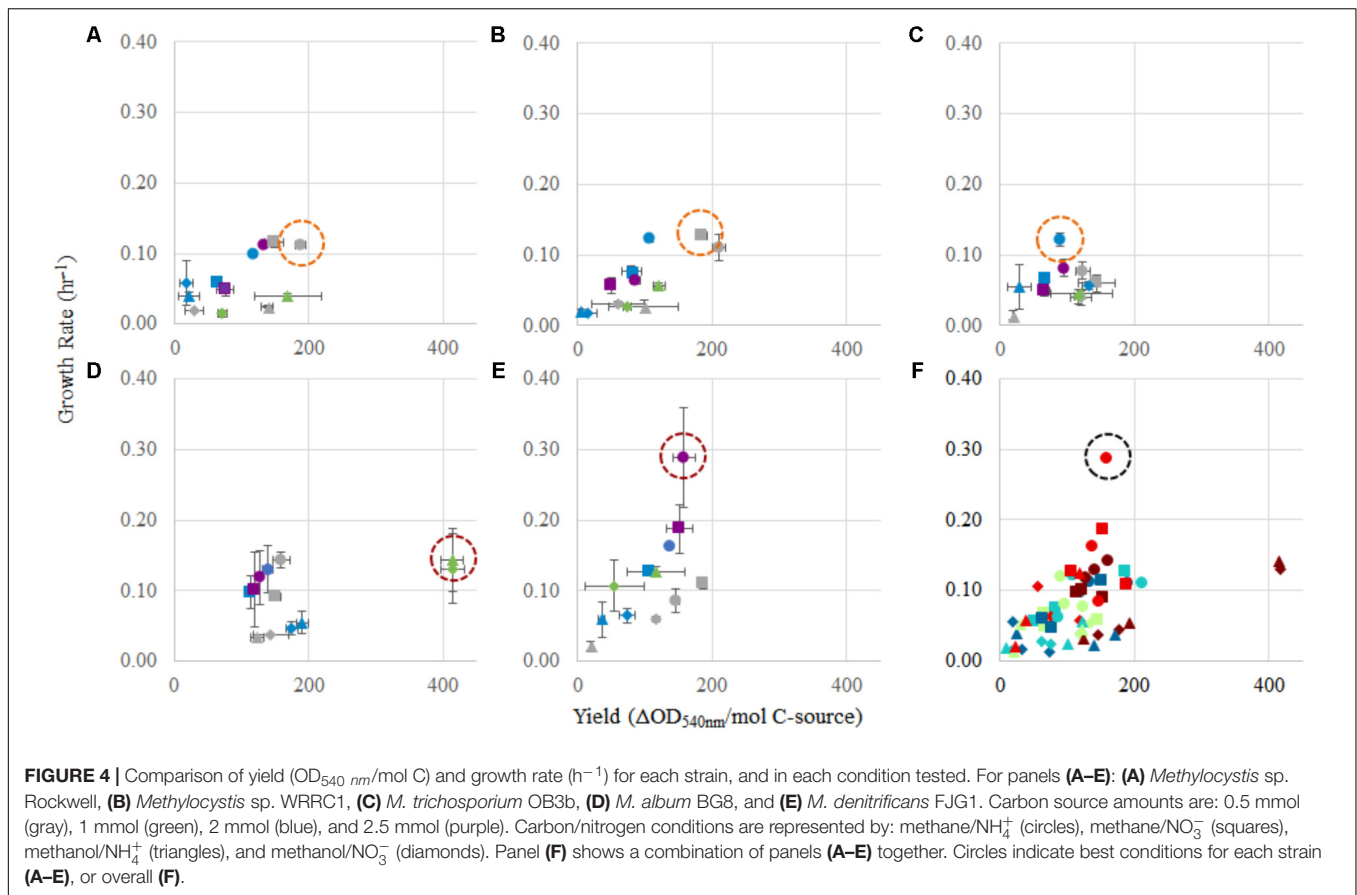 A
B
C
0.40
0.40
0.40
0.30
0.30
0.30
0.20
0.20
0.20
0.10
0.10
0.10
0.00
0.00
0.00
0 200 400
0 200 400
0 200 400
Growth Rate (hr⁻¹)
D
E
F
0.40
0.40
0.40
0.30
0.30
0.30
0.20
0.20
0.20
0.10
0.10
0.10
0.00
0.00
0.00
0 200 400
0 200 400
0 200 400
Yield (ΔOD540nm/mol C-source)
FIGURE 4 | Comparison of yield (OD540 nm/mol C) and growth rate (h−1) for each strain, and in each condition tested. For panels (A–E): (A) Methylocystis sp.
Rockwell, (B) Methylocystis sp. WRRC1, (C) M. trichosporium OB3b, (D) M. album BG8, and (E) M. denitrificans FJG1. Carbon source amounts are: 0.5 mmol
(gray), 1 mmol (green), 2 mmol (blue), and 2.5 mmol (purple). Carbon/nitrogen conditions are represented by: methane/NH4+ (circles), methane/NO3− (squares),
methanol/NH4+ (triangles), and methanol/NO3− (diamonds). Panel (F) shows a combination of panels (A–E) together. Circles indicate best conditions for each strain
(A–E), or overall (F).